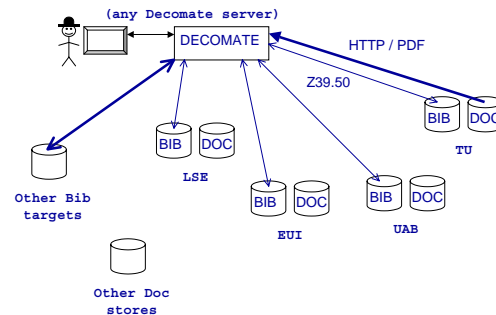 (any Decomate server)
DECOMATE
HTTP / PDF
Z39.50
BIB
DOC
TU
BIB
DOC
LSE
Other Bib
targets
BIB
DOC
EUI
BIB
DOC
UAB
Other Doc
stores